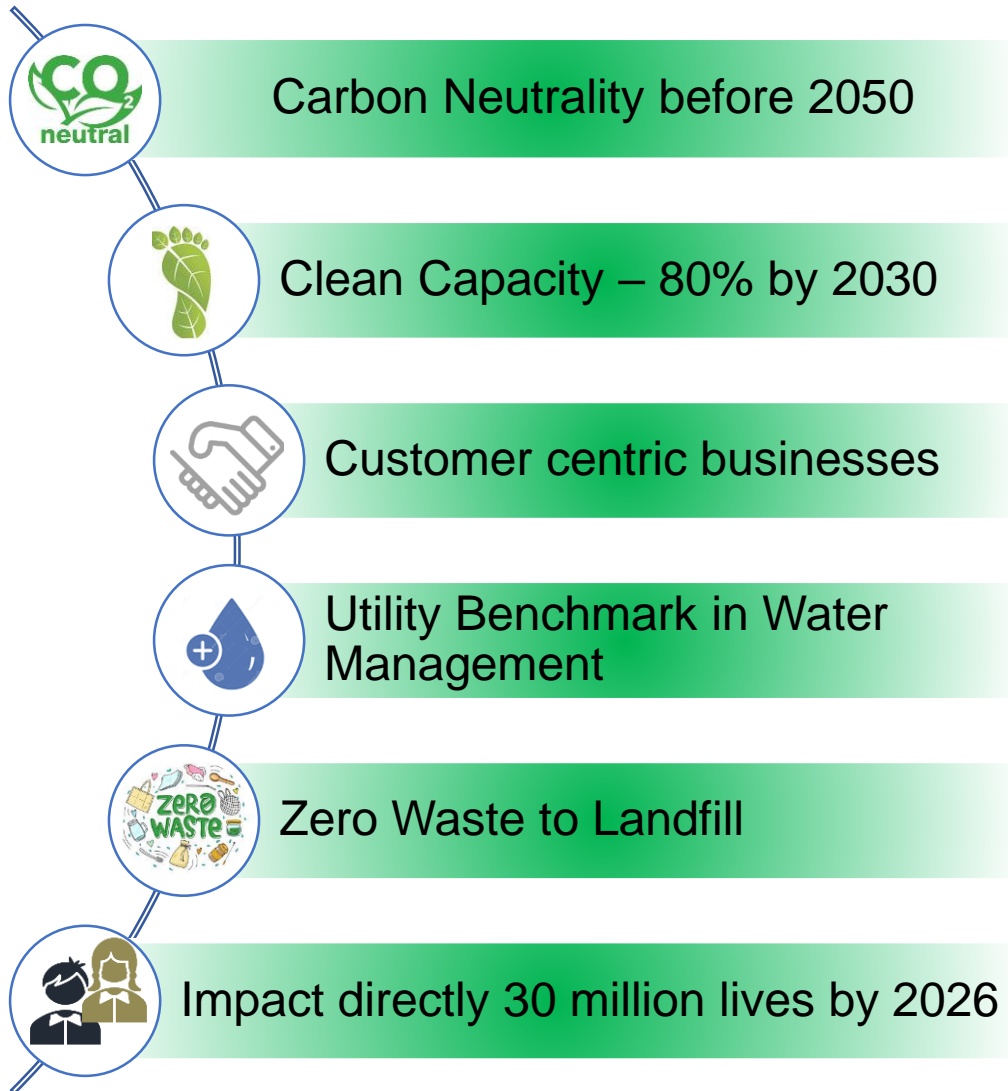 CO2
neutral
Carbon Neutrality before 2050
Clean Capacity – 80% by 2030
Customer centric businesses
Utility Benchmark in Water
Management
ZERO
WASTE
Zero Waste to Landfill
Impact directly 30 million lives by 2026